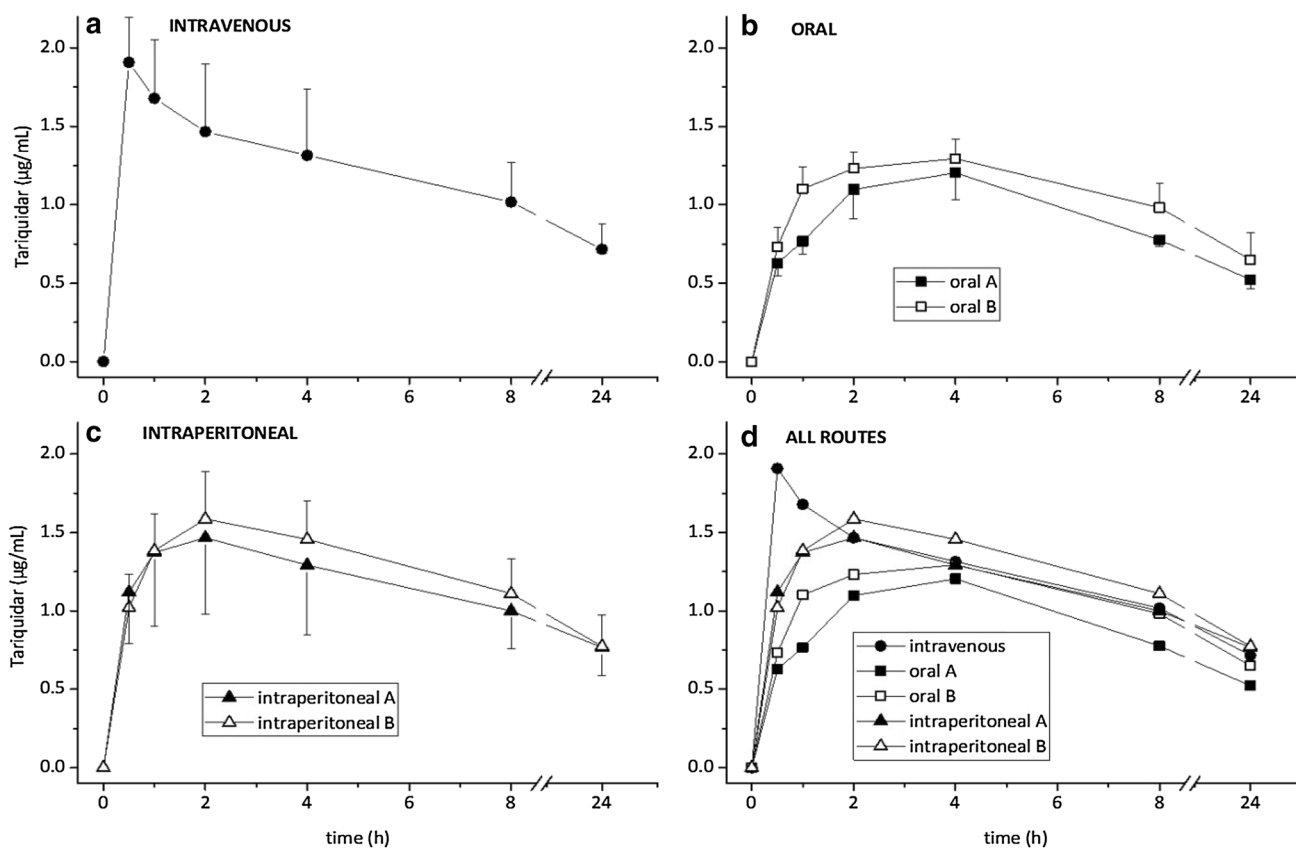 a INTRAVENOUS
Tariquidar (µg/mL)
2.0
1.5
1.0
0.5
0.0
0 2 4 6 8 24
b ORAL
2.0
1.5
1.0
0.5
0.0
oral A
oral B
0 2 4 6 8 24
c INTRAPERITONEAL
Tariquidar (µg/mL)
2.0
1.5
1.0
0.5
0.0
intraperitoneal A
intraperitoneal B
0 2 4 6 8 24
time (h)
d ALL ROUTES
2.0
1.5
1.0
0.5
0.0
intravenous
oral A
oral B
intraperitoneal A
intraperitoneal B
0 2 4 6 8 24
time (h)